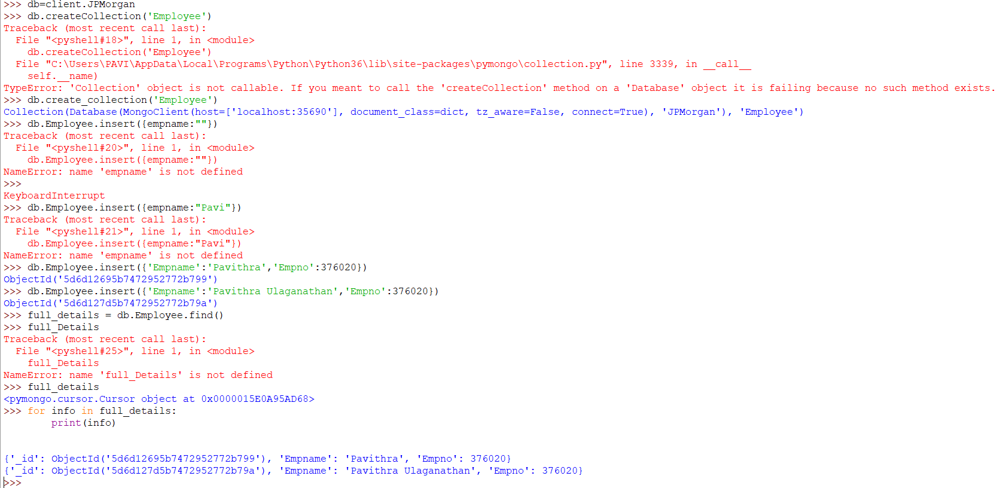 >>> db=client.JPMorgan
>>> db.createCollection('Employee')
Traceback (most recent call last):
  File "<pyshell#18>", line 1, in <module>
    db.createCollection('Employee')
  File "C:\Users\PAVI\AppData\Local\Programs\Python\Python36\lib\site-packages\pymongo\collection.py", line 3339, in __call__
    self.__name)
TypeError: 'Collection' object is not callable. If you meant to call the 'createCollection' method on a 'Database' object it is failing because no such method exists.
>>> db.create_collection('Employee')
Collection(Database(MongoClient(host=['localhost:35690'], document_class=dict, tz_aware=False, connect=True), 'JPMorgan'), 'Employee')
>>> db.Employee.insert({empname:""})
Traceback (most recent call last):
  File "<pyshell#20>", line 1, in <module>
    db.Employee.insert({empname:""})
NameError: name 'empname' is not defined
>>>
KeyboardInterrupt
>>> db.Employee.insert({empname:"Pavi"})
Traceback (most recent call last):
  File "<pyshell#21>", line 1, in <module>
    db.Employee.insert({empname:"Pavi"})
NameError: name 'empname' is not defined
>>> db.Employee.insert({'Empname':'Pavithra','Empno':376020})
ObjectId('5d6d12695b7472952772b799')
>>> db.Employee.insert({'Empname':'Pavithra Ulaganathan','Empno':376020})
ObjectId('5d6d127d5b7472952772b79a')
>>> full_details = db.Employee.find()
>>> full_Details
Traceback (most recent call last):
  File "<pyshell#25>", line 1, in <module>
    full_Details
NameError: name 'full_Details' is not defined
>>> full_details
<pymongo.cursor.Cursor object at 0x0000015E0A95AD68>
>>> for info in full_details:
        print(info)
{'_id': ObjectId('5d6d12695b7472952772b799'), 'Empname': 'Pavithra', 'Empno': 376020}
{'_id': ObjectId('5d6d127d5b7472952772b79a'), 'Empname': 'Pavithra Ulaganathan', 'Empno': 376020}
>>>